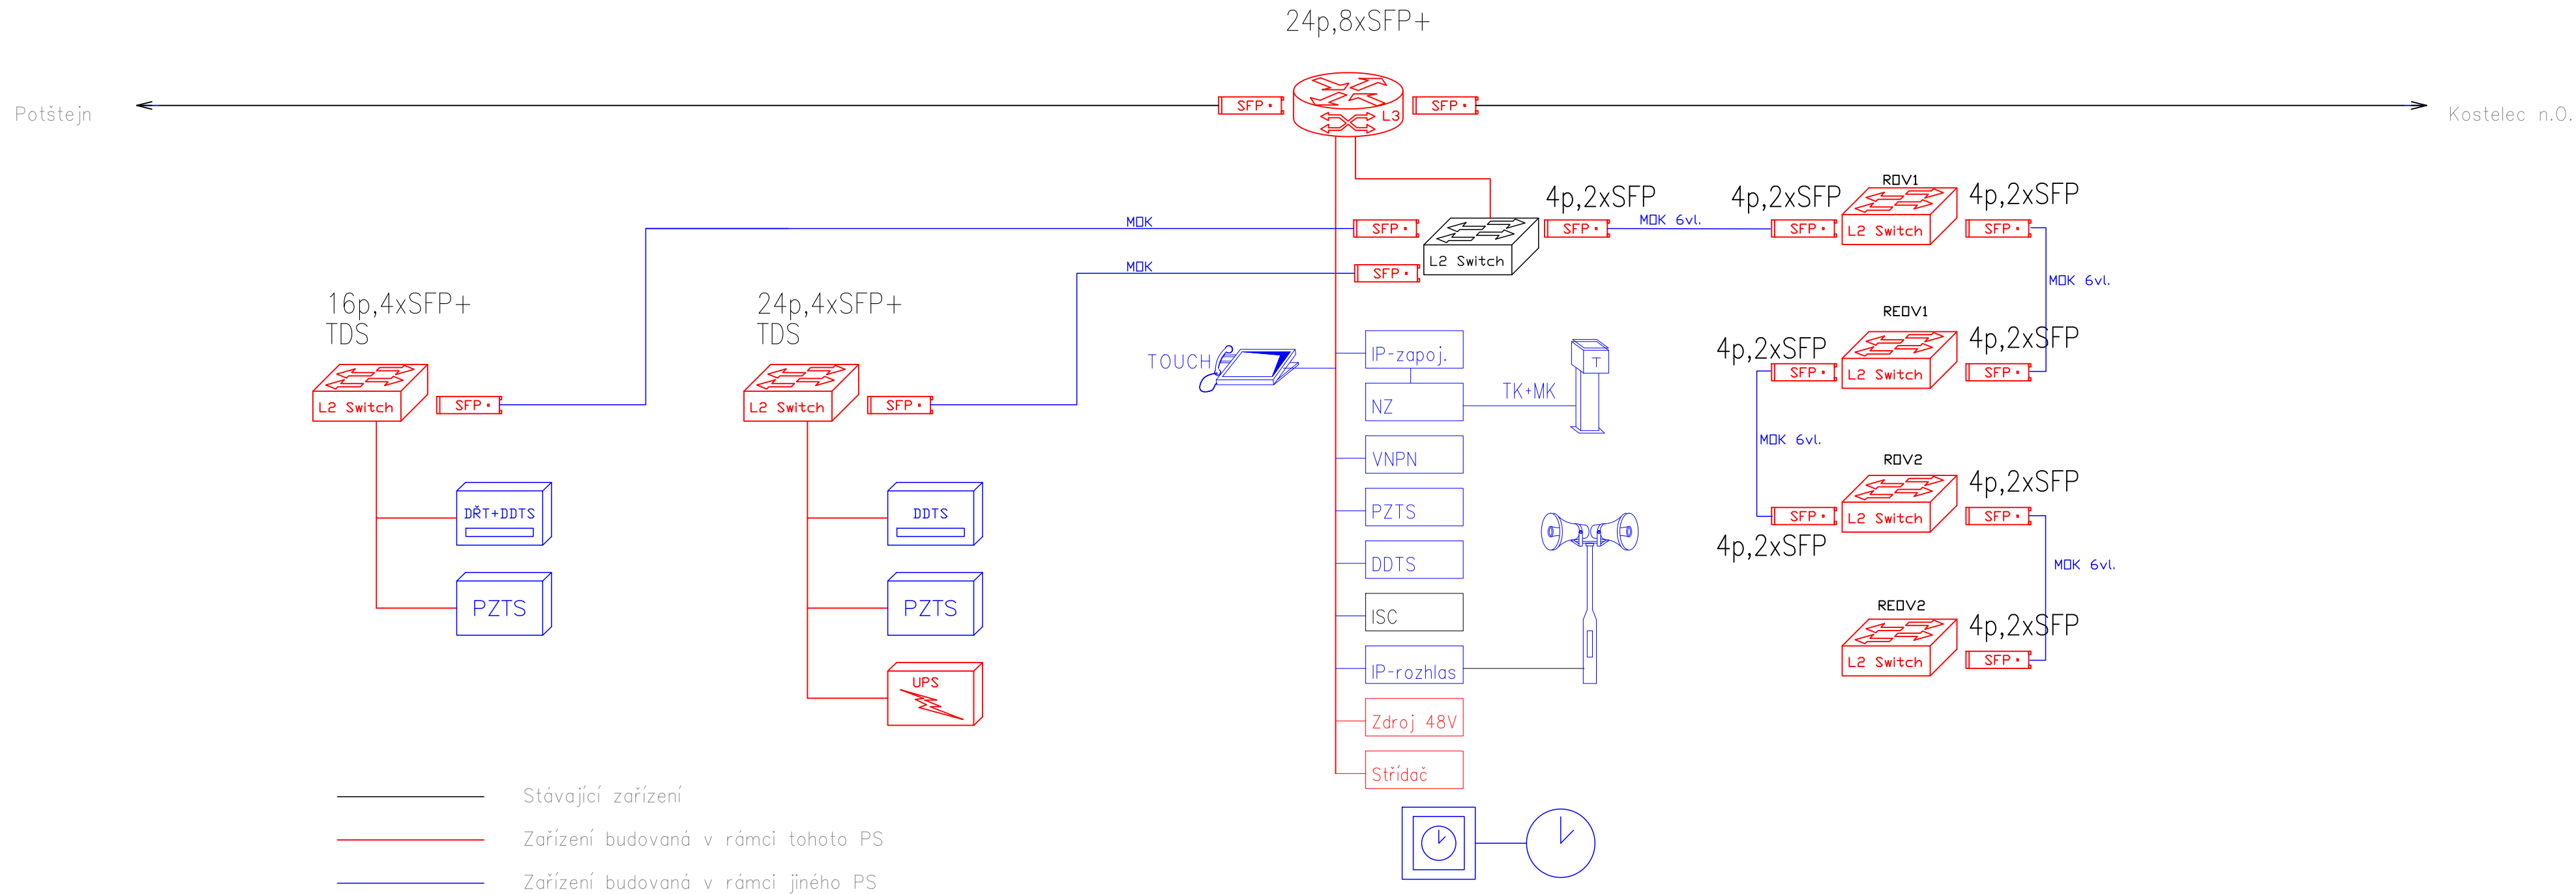 24p,8xSFP+
Potštejn
SFP
L3
SFP
Kostelec n.O.
4p,2xSFP
4p,2xSFP
ROV1
4p,2xSFP
MOK
SFP
SFP
MOK 6vl.
SFP
L2 Switch
SFP
MOK
SFP
L2 Switch
MOK 6vl.
16p,4xSFP+
TDS
24p,4xSFP+
TDS
REOV1
4p,2xSFP
4p,2xSFP
TOUCH
IP-zapoj.
T
SFP
L2 Switch
SFP
L2 Switch
SFP
L2 Switch
SFP
NZ
TK+MK
MOK 6vl.
VNPN
ROV2
4p,2xSFP
DŘT+DDTS
DDTS
PZTS
SFP
L2 Switch
SFP
4p,2xSFP
DDTS
MOK 6vl.
PZTS
PZTS
ISC
REOV2
4p,2xSFP
IP-rozhlas
L2 Switch
SFP
UPS
Zdroj 48V
Střídač
Stávající zařízení
Zařízení budovaná v rámci tohoto PS
Zařízení budovaná v rámci jiného PS